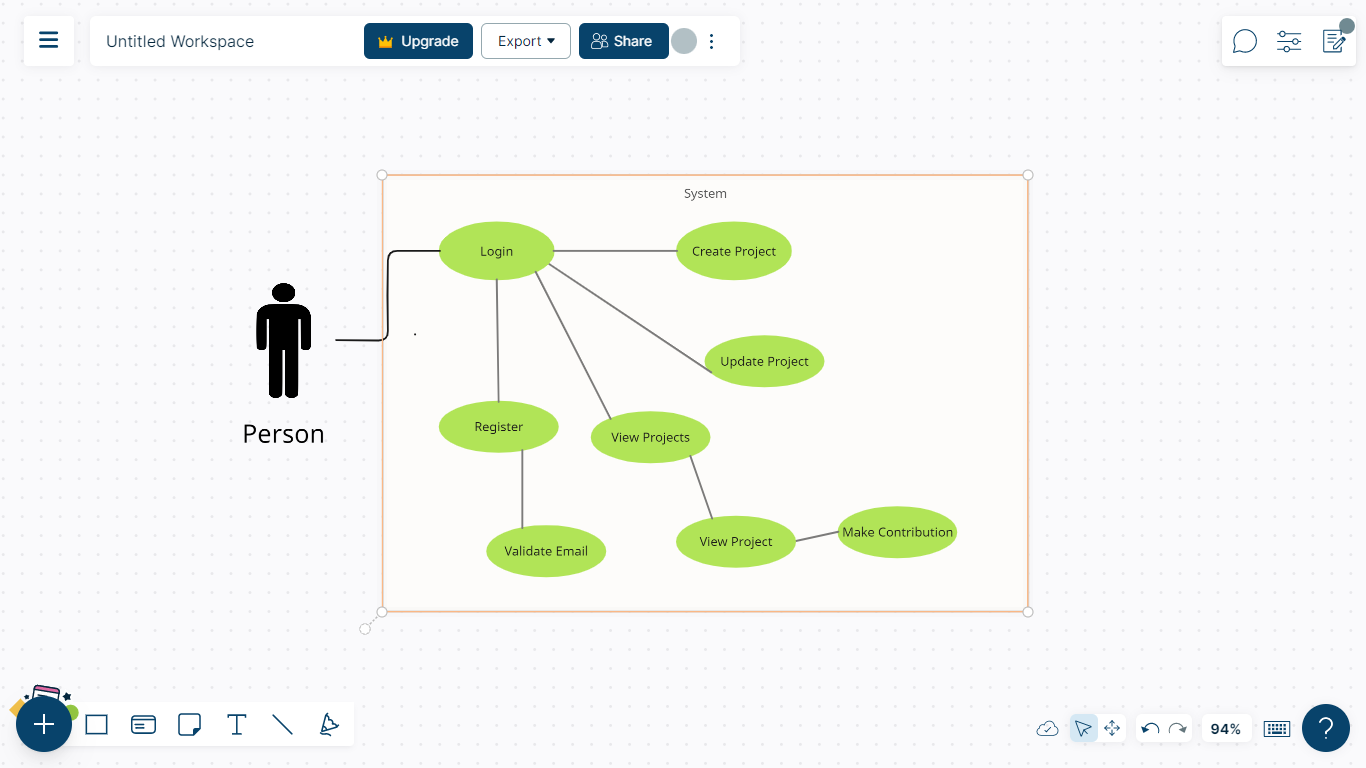 Untitled Workspace
Upgrade
Export
Share
System
Login
Create Project
Update Project
Person
Register
View Projects
Validate Email
View Project
Make Contribution
94%
?